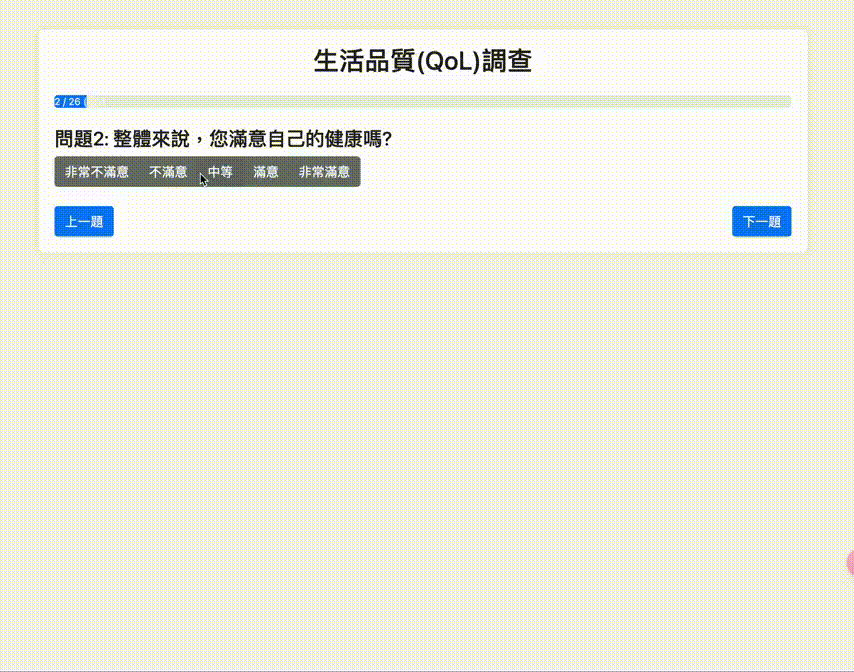 生活品質(QoL)調查
2 / 26
問題2: 整體來說，您滿意自己的健康嗎?
非常不滿意 不滿意 中等 滿意 非常滿意
上一題 下一題